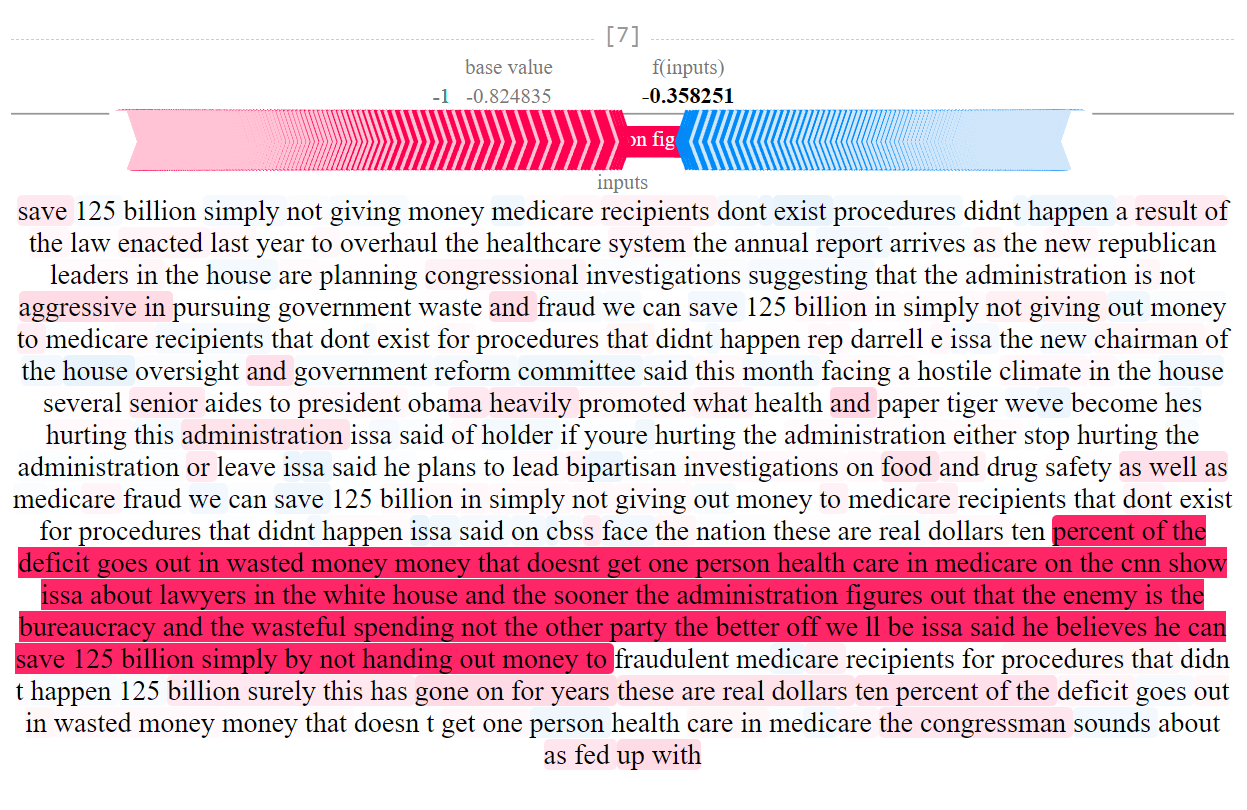 [7]
base value
f(inputs)
-1
-0.824835
-0.358251
on fig
inputs
save 125 billion simply not giving money medicare recipients dont exist procedures didnt happen a result of
the law enacted last year to overhaul the healthcare system the annual report arrives as the new republican
leaders in the house are planning congressional investigations suggesting that the administration is not
aggressive in pursuing government waste and fraud we can save 125 billion in simply not giving out money
to medicare recipients that dont exist for procedures that didnt happen rep darrell e issa the new chairman of
the house oversight and government reform committee said this month facing a hostile climate in the house
several senior aides to president obama heavily promoted what health and paper tiger weve become hes
hurting this administration issa said of holder if youre hurting the administration either stop hurting the
administration or leave issa said he plans to lead bipartisan investigations on food and drug safety as well as
medicare fraud we can save 125 billion in simply not giving out money to medicare recipients that dont exist
for procedures that didnt happen issa said on cbss face the nation these are real dollars ten percent of the
deficit goes out in wasted money money that doesnt get one person health care in medicare on the cnn show
issa about lawyers in the white house and the sooner the administration figures out that the enemy is the
bureaucracy and the wasteful spending not the other party the better off we ll be issa said he believes he can
save 125 billion simply by not handing out money to fraudulent medicare recipients for procedures that didn
t happen 125 billion surely this has gone on for years these are real dollars ten percent of the deficit goes out
in wasted money money that doesn t get one person health care in medicare the congressman sounds about
as fed up with